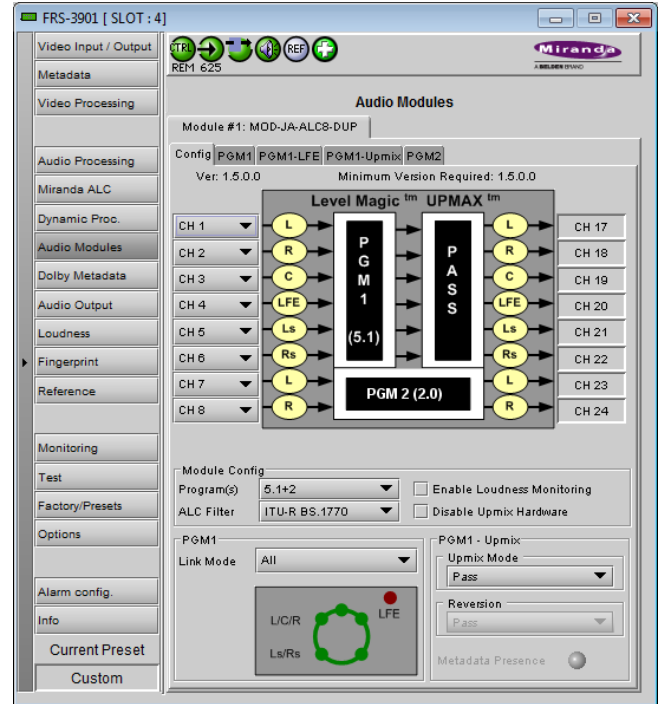 FRS-3901 [ SLOT : 4]
Video Input / Output
Metadata
Video Processing
Audio Processing
Miranda ALC
Dynamic Proc.
Audio Modules
Dolby Metadata
Audio Output
Loudness
Fingerprint
Reference
Monitoring
Test
Factory/Presets
Options
Alarm config.
Info
Current Preset
Custom
CTRL REF
REM 625
Miranda
A BELDEN BRAND
Audio Modules
Module #1: MOD-JA-ALC8-DUP
Config PGM1 PGM1-LFE PGM1-Upmix PGM2
Ver: 1.5.0.0 Minimum Version Required: 1.5.0.0
Level Magic tm UPMAX tm
CH 1 L L CH 17
CH 2 R R CH 18
CH 3 C C CH 19
CH 4 LFE LFE CH 20
CH 5 Ls Ls CH 21
CH 6 Rs Rs CH 22
CH 7 L L CH 23
CH 8 R R CH 24
PGM1
(5.1)
PASS
PGM 2 (2.0)
Module Config
Program(s) 5.1+2 Enable Loudness Monitoring
ALC Filter ITU-R BS.1770 Disable Upmix Hardware
PGM1
Link Mode All
L/C/R LFE
Ls/Rs
PGM1 - Upmix
Upmix Mode
Pass
Reversion
Pass
Metadata Presence